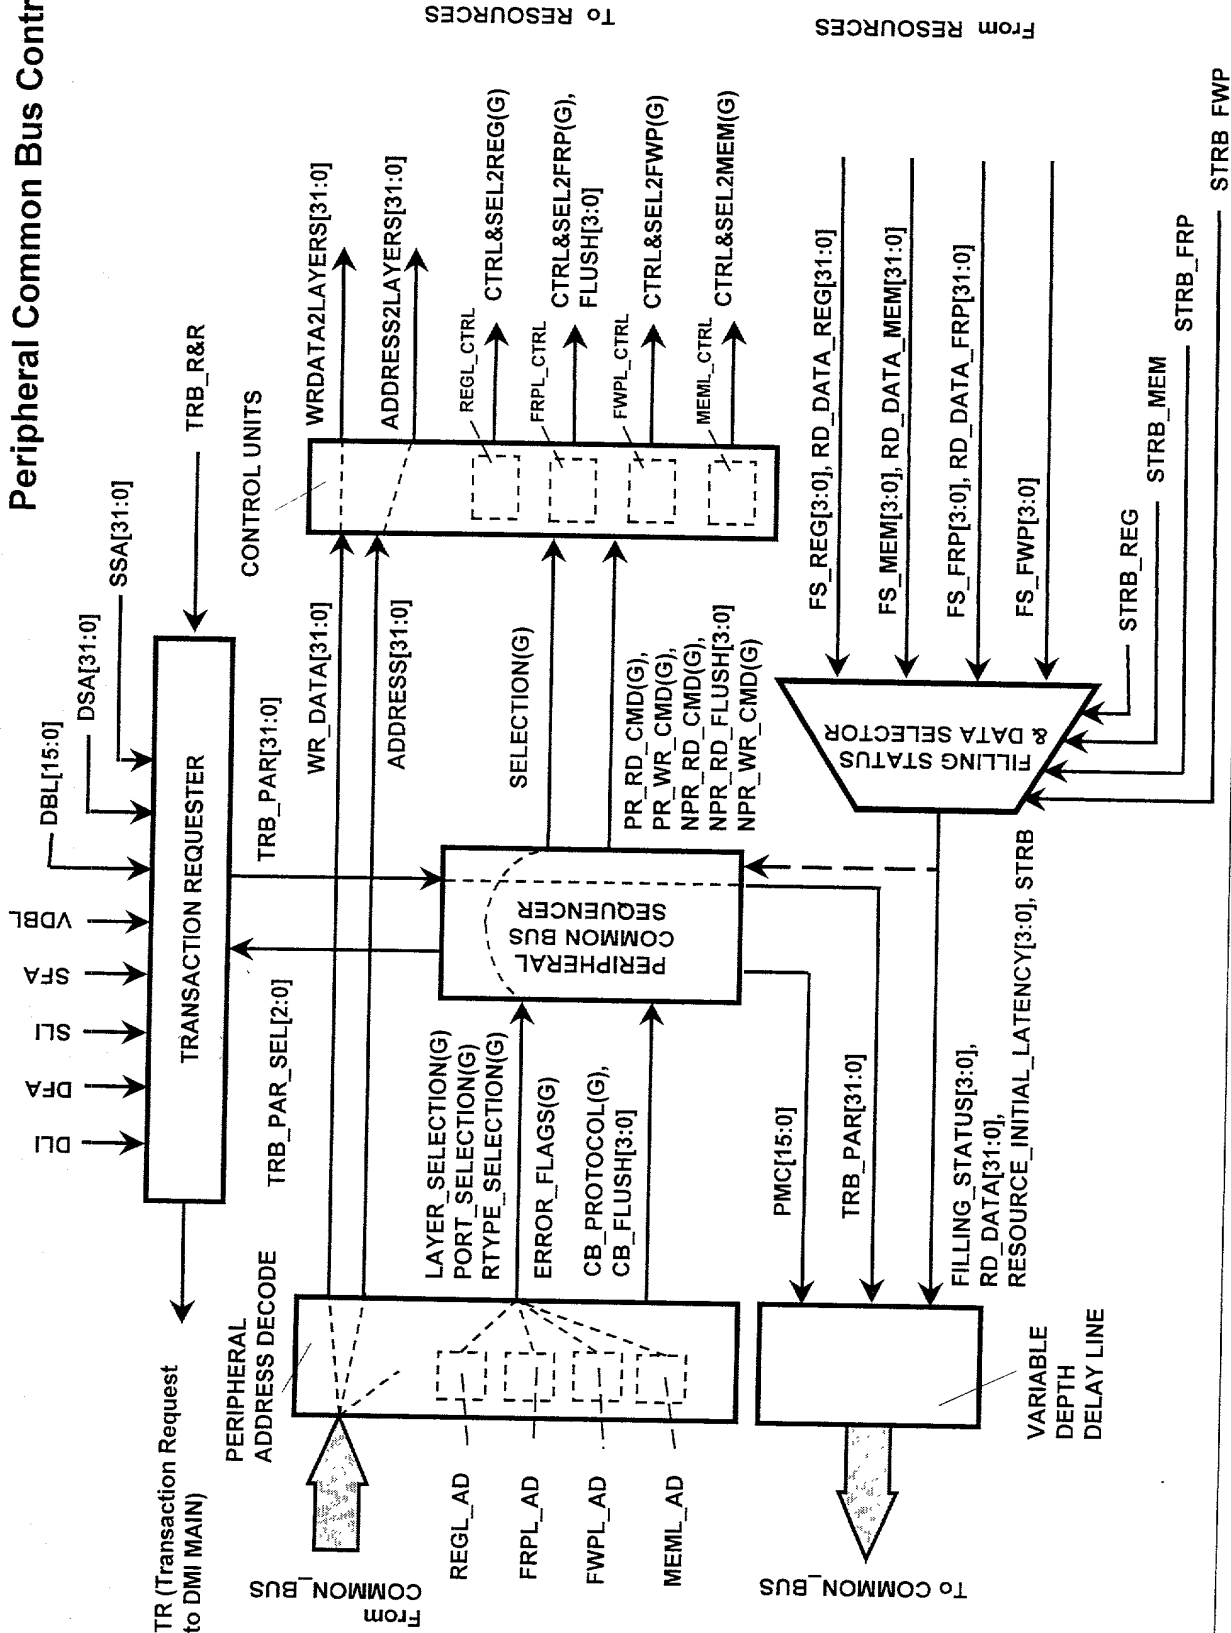 Peripheral Common Bus Contr
To RESOURCES
From RESOURCES
WRDATA2LAYERS[31:0]
ADDRESS2LAYERS[31:0]
REGL_CTRL
CTRL&SEL2REG(G)
FRPL_CTRL
CTRL&SEL2FRP(G),
FLUSH[3:0]
FWPL_CTRL
CTRL&SEL2FWP(G)
MEML_CTRL
CTRL&SEL2MEM(G)
TRB_R&R
CONTROL UNITS
SSA[31:0]
DSA[31:0]
DBL[15:0]
VDBL
SFA
SLI
DFA
DLI
TRANSACTION REQUESTER
TRB_PAR[31:0]
TRB_PAR_SEL[2:0]
WR_DATA[31:0]
ADDRESS[31:0]
SELECTION(G)
PR_RD_CMD(G),
PR_WR_CMD(G),
NPR_RD_CMD(G),
NPR_RD_FLUSH[3:0]
NPR_WR_CMD(G)
FS_REG[3:0], RD_DATA_REG[31:0]
FS_MEM[3:0], RD_DATA_MEM[31:0]
FS_FRP[3:0], RD_DATA_FRP[31:0]
FS_FWP[3:0]
STRB_REG
STRB_MEM
STRB_FRP
STRB_FWP
FILLING STATUS
& DATA SELECTOR
PERIPHERAL
COMMON BUS
SEQUENCER
LAYER_SELECTION(G)
PORT_SELECTION(G)
RTYPE_SELECTION(G)
ERROR_FLAGS(G)
CB_PROTOCOL(G),
CB_FLUSH[3:0]
PMC[15:0]
TRB_PAR[31:0]
FILLING_STATUS[3:0],
RD_DATA[31:0],
RESOURCE_INITIAL_LATENCY[3:0], STRB
TR (Transaction Request
to DMI MAIN)
PERIPHERAL
ADDRESS DECODE
From
COMMON_BUS
REGL_AD
FRPL_AD
FWPL_AD
MEML_AD
VARIABLE
DEPTH
DELAY LINE
To COMMON_BUS